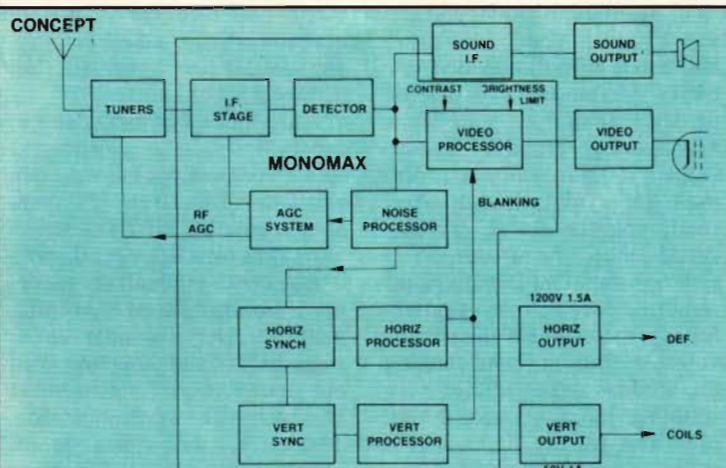 CONCEPT
SOUND
I.F.
SOUND
OUTPUT
CONTRAST
BRIGHTNESS
LIMIT
TUNERS
I.F.
STAGE
DETECTOR
VIDEO
PROCESSOR
VIDEO
OUTPUT
MONOMAX
RF
AGC
AGC
SYSTEM
NOISE
PROCESSOR
BLANKING
1200V 1.5A
HORIZ
SYNCH
HORIZ
PROCESSOR
HORIZ
OUTPUT
DEF.
VERT
SYNC
VERT
PROCESSOR
VERT
OUTPUT
COILS